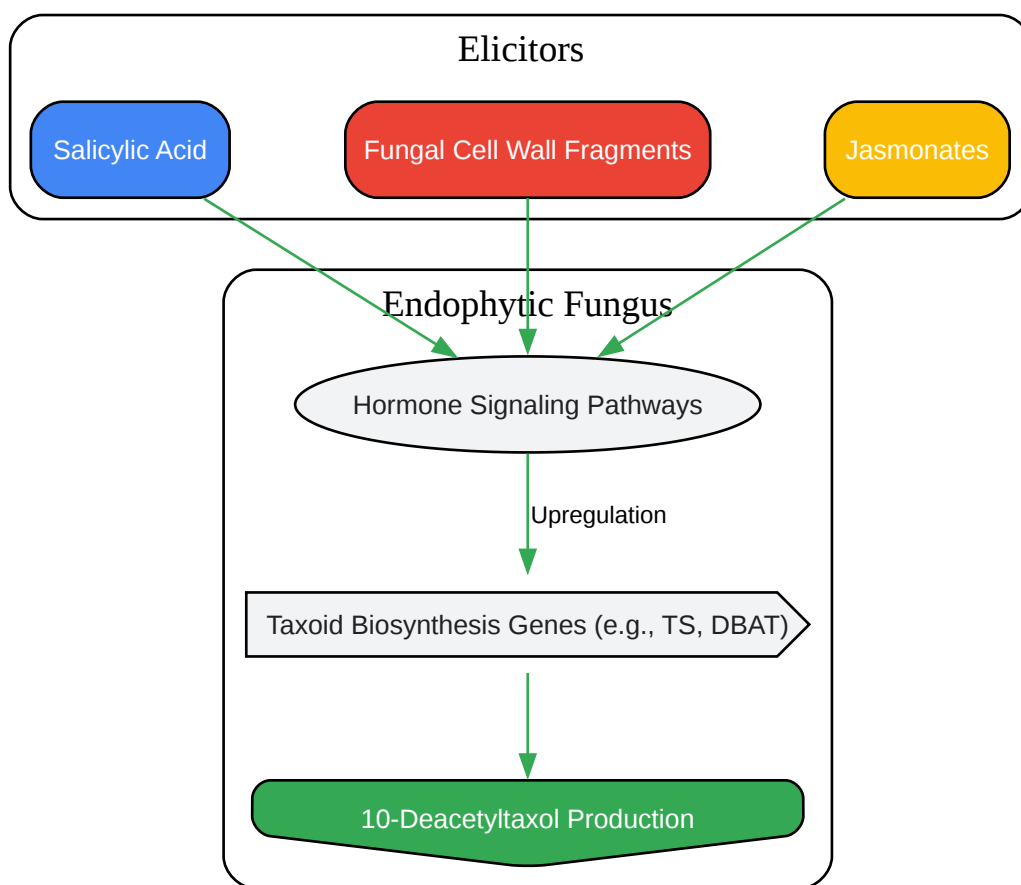 Elicitors
Salicylic Acid
Fungal Cell Wall Fragments
Jasmonates
Endophytic Fungus
Hormone Signaling Pathways
Upregulation
Taxoid Biosynthesis Genes (e.g., TS, DBAT)
10-Deacetyltaxol Production